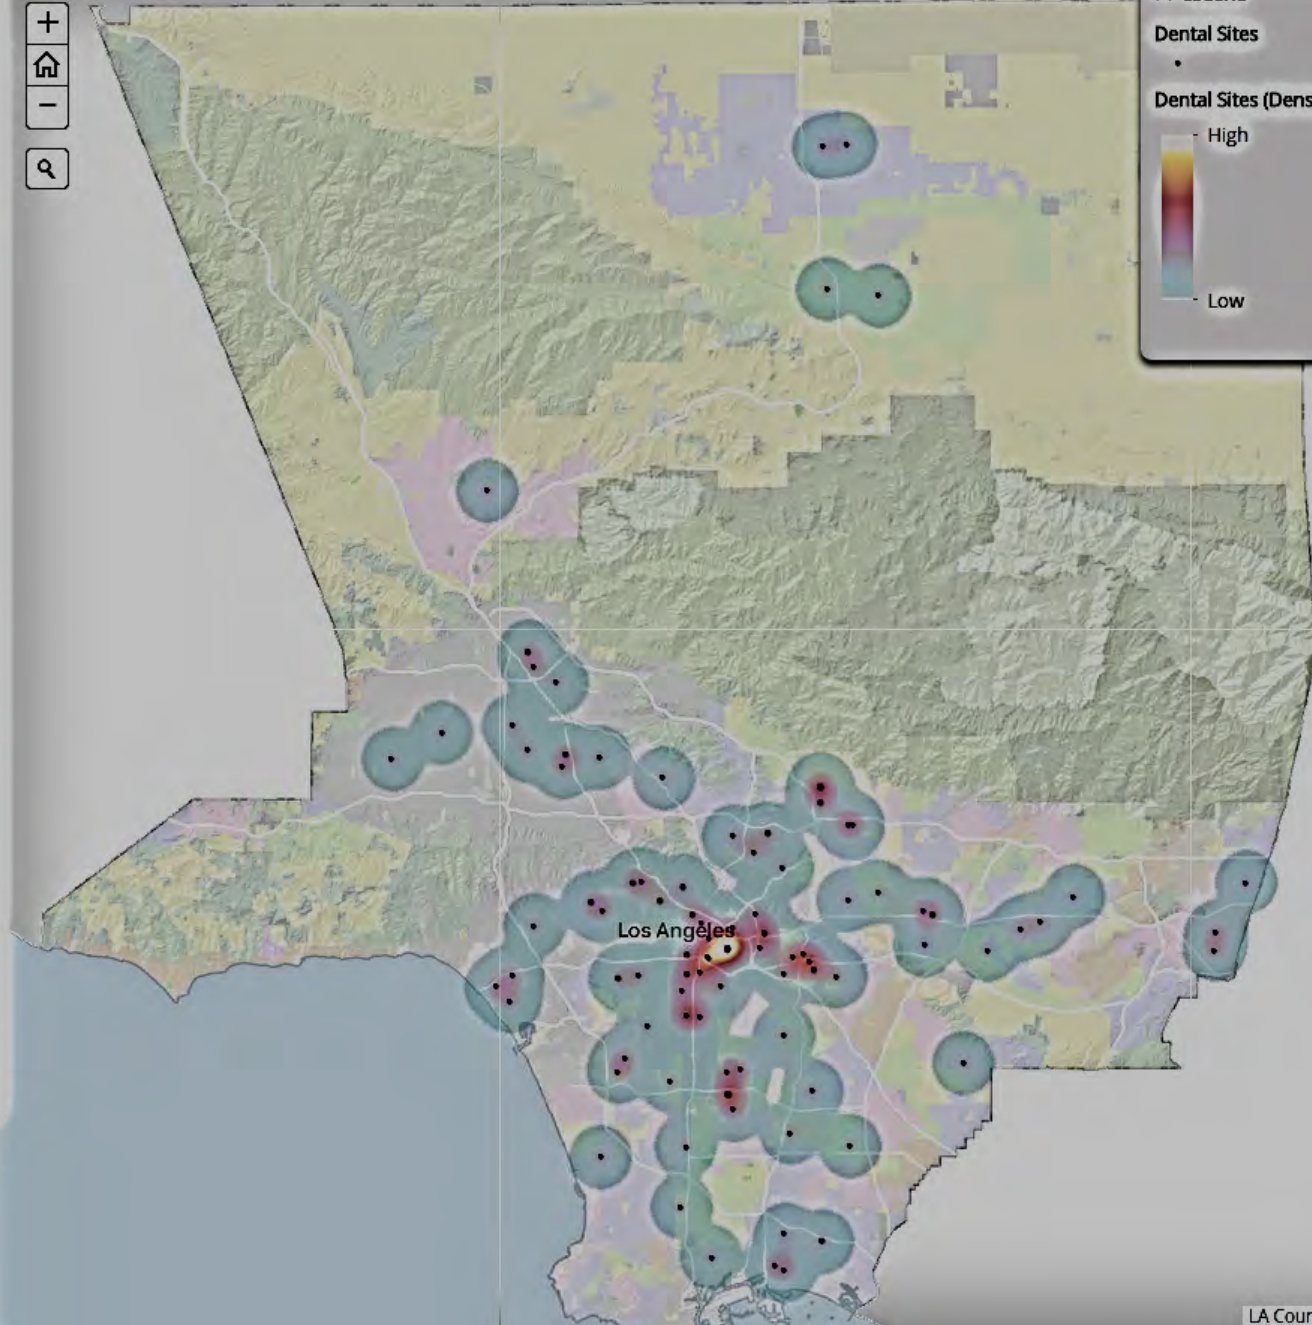 +
−
Dental Sites
Dental Sites (Dens
High
Low
Los Angeles
LA Cour